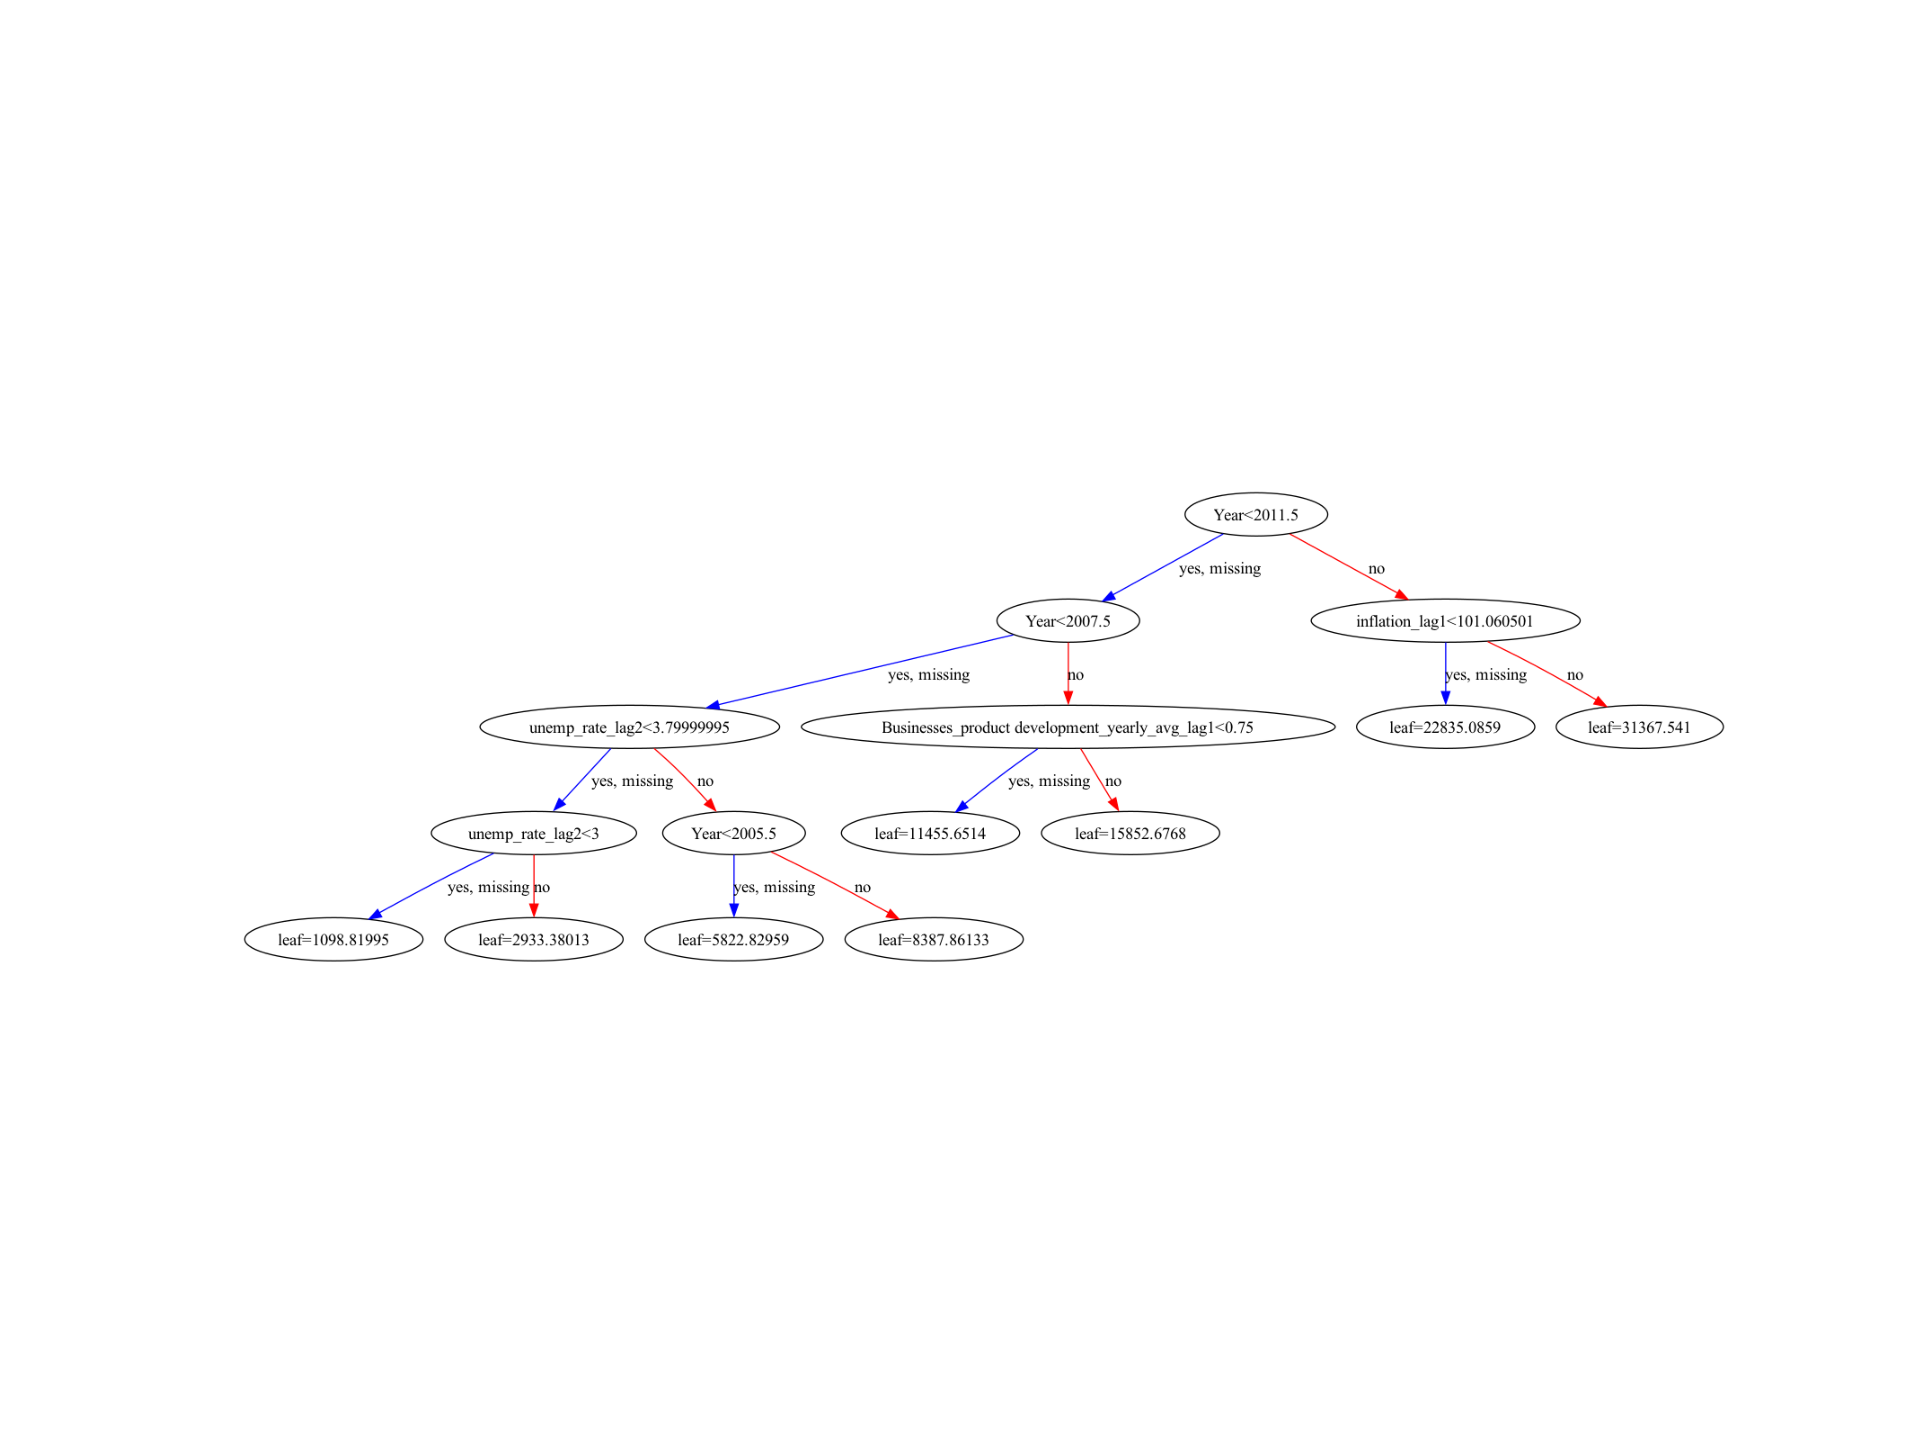 Year<2011.5
yes, missing
no
Year<2007.5
inflation_lag1<101.060501
yes, missing
no
yes, missing
no
unemp_rate_lag2<3.79999995
Businesses_product development_yearly_avg_lag1<0.75
leaf=22835.0859
leaf=31367.541
yes, missing
no
yes, missing
no
unemp_rate_lag2<3
Year<2005.5
leaf=11455.6514
leaf=15852.6768
yes, missing
no
yes, missing
no
leaf=1098.81995
leaf=2933.38013
leaf=5822.82959
leaf=8387.86133